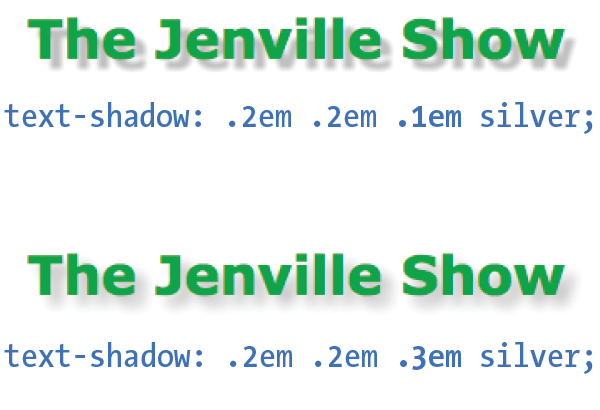 The Jenville Show
text-shadow: .2em .2em .1em silver;
The Jenville Show
text-shadow: .2em .2em .3em silver;